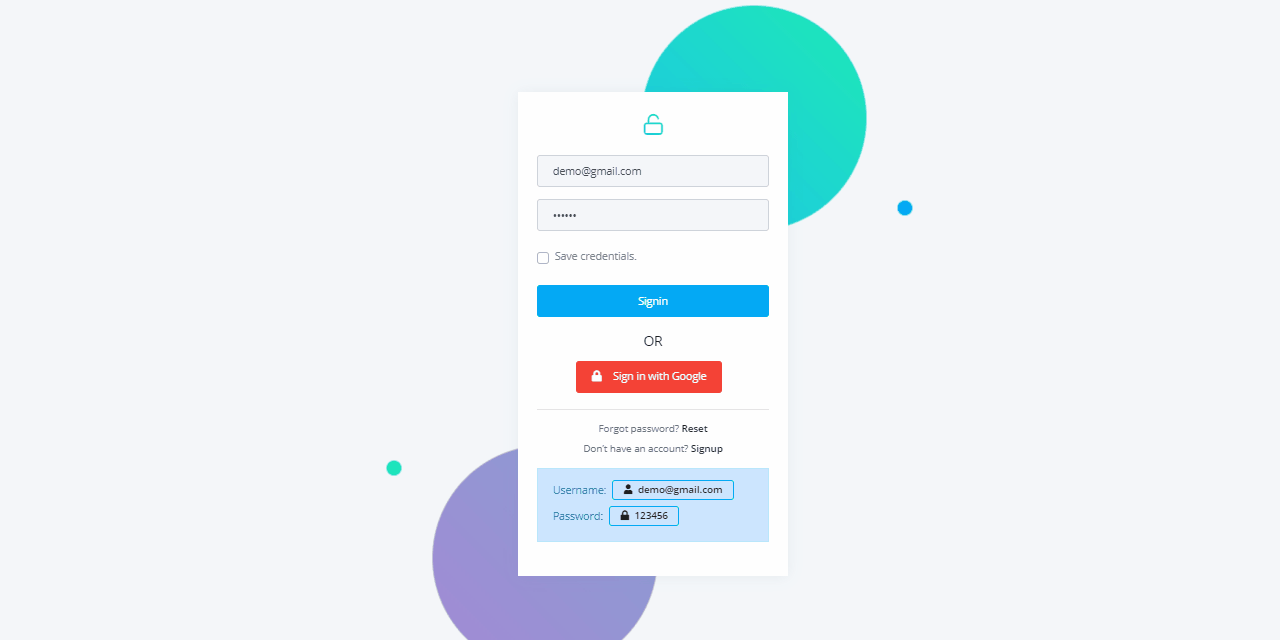 demo@gmail.com
••••••
Save credentials.
Signin
OR
Sign in with Google
Forgot password? Reset
Don't have an account? Signup
Username: demo@gmail.com
Password: 123456